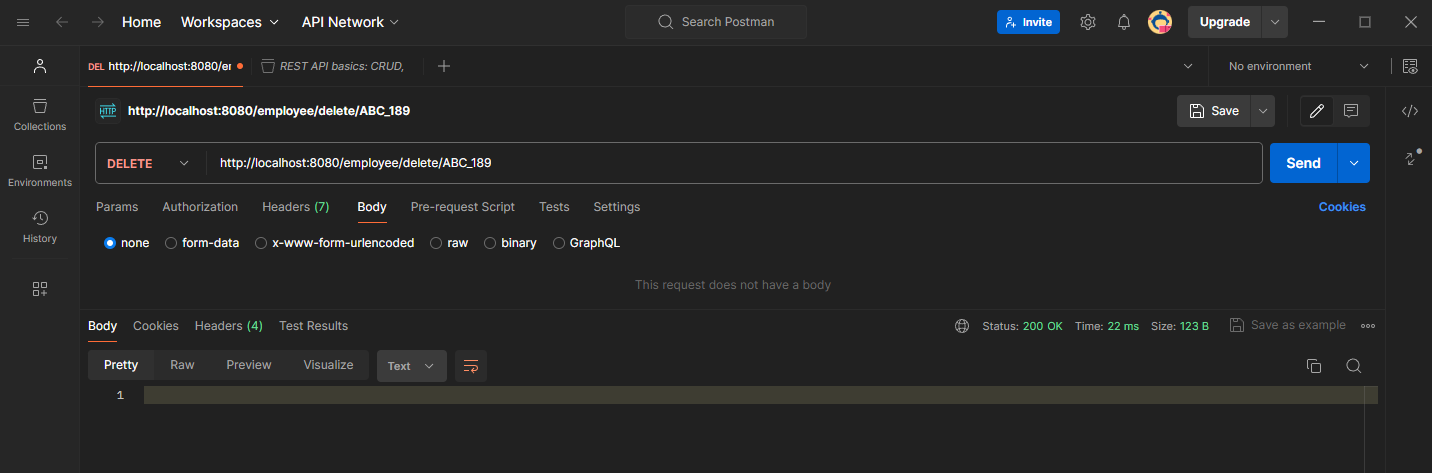 Home Workspaces API Network Search Postman Invite Upgrade
DEL http://localhost:8080/er REST API basics: CRUD, No environment
HTTP http://localhost:8080/employee/delete/ABC_189 Save
Collections
DELETE http://localhost:8080/employee/delete/ABC_189 Send
Environments
Params Authorization Headers (7) Body Pre-request Script Tests Settings Cookies
History
none form-data x-www-form-urlencoded raw binary GraphQL
This request does not have a body
Body Cookies Headers (4) Test Results Status: 200 OK Time: 22 ms Size: 123 B Save as example
Pretty Raw Preview Visualize Text
1